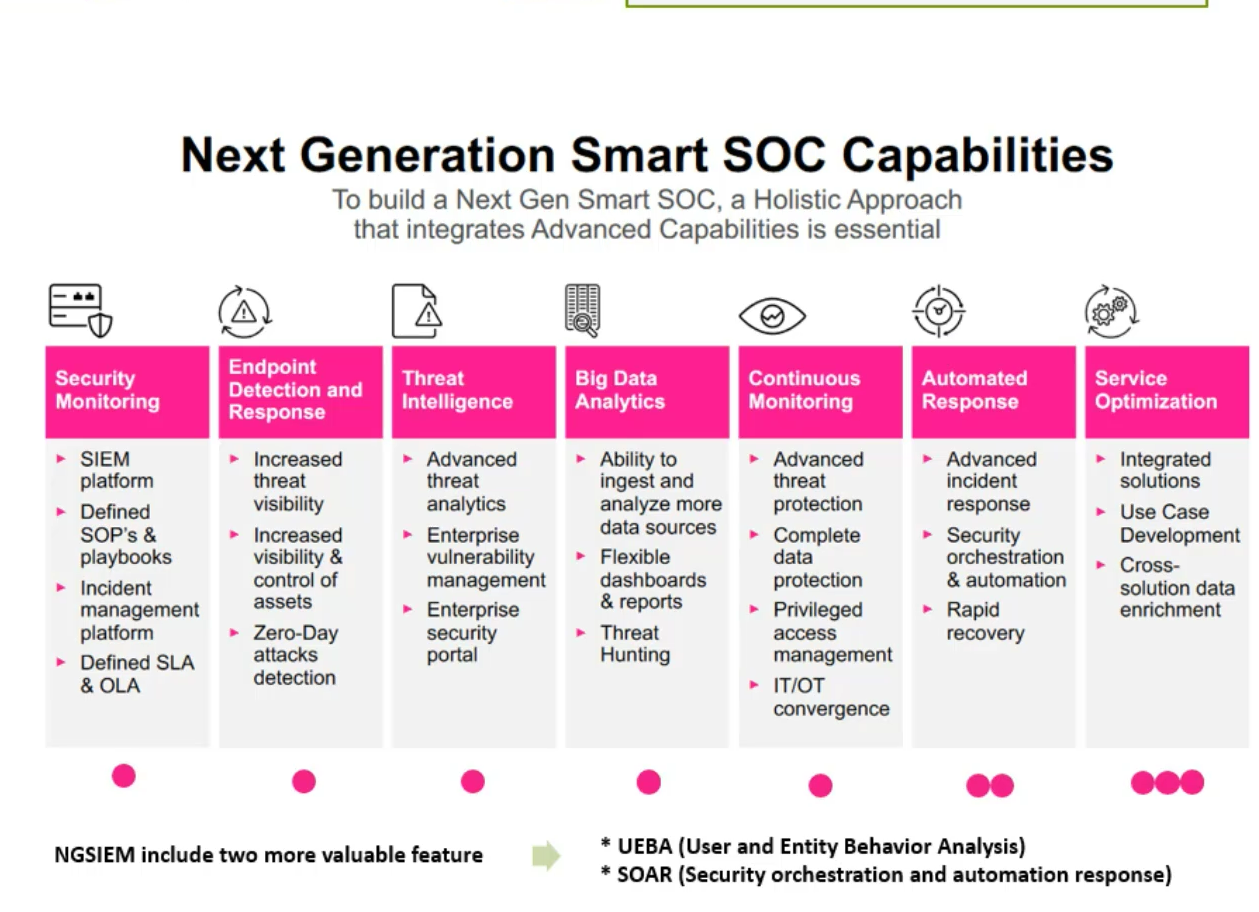 Next Generation Smart SOC Capabilities
To build a Next Gen Smart SOC, a Holistic Approach
that integrates Advanced Capabilities is essential
Security
Monitoring
SIEM
platform
Defined
SOP's &
playbooks
Incident
management
platform
Defined SLA
& OLA
Endpoint
Detection and
Response
Increased
threat
visibility
Increased
visibility &
control of
assets
Zero-Day
attacks
detection
Threat
Intelligence
Advanced
threat
analytics
Enterprise
vulnerability
management
Enterprise
security
portal
Big Data
Analytics
Ability to
ingest and
analyze more
data sources
Flexible
dashboards
& reports
Threat
Hunting
Continuous
Monitoring
Advanced
threat
protection
Complete
data
protection
Privileged
access
management
IT/OT
convergence
Automated
Response
Advanced
incident
response
Security
orchestration
& automation
Rapid
recovery
Service
Optimization
Integrated
solutions
Use Case
Development
Cross-
solution data
enrichment
NGSIEM include two more valuable feature
* UEBA (User and Entity Behavior Analysis)
* SOAR (Security orchestration and automation response)